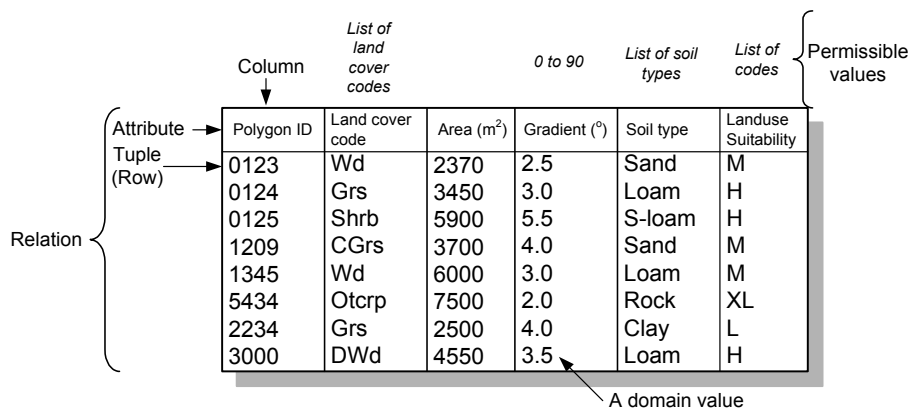 List of
land
cover
codes
0 to 90
List of soil
types
List of
codes
Permissible
values
Column
Attribute
Tuple
(Row)
Relation
Polygon ID Land cover code Area (m²) Gradient (°) Soil type Landuse Suitability
0123 Wd 2370 2.5 Sand M
0124 Grs 3450 3.0 Loam H
0125 Shrb 5900 5.5 S-loam H
1209 CGrs 3700 4.0 Sand M
1345 Wd 6000 3.0 Loam M
5434 Otcrp 7500 2.0 Rock XL
2234 Grs 2500 4.0 Clay L
3000 DWd 4550 3.5 Loam H
A domain value